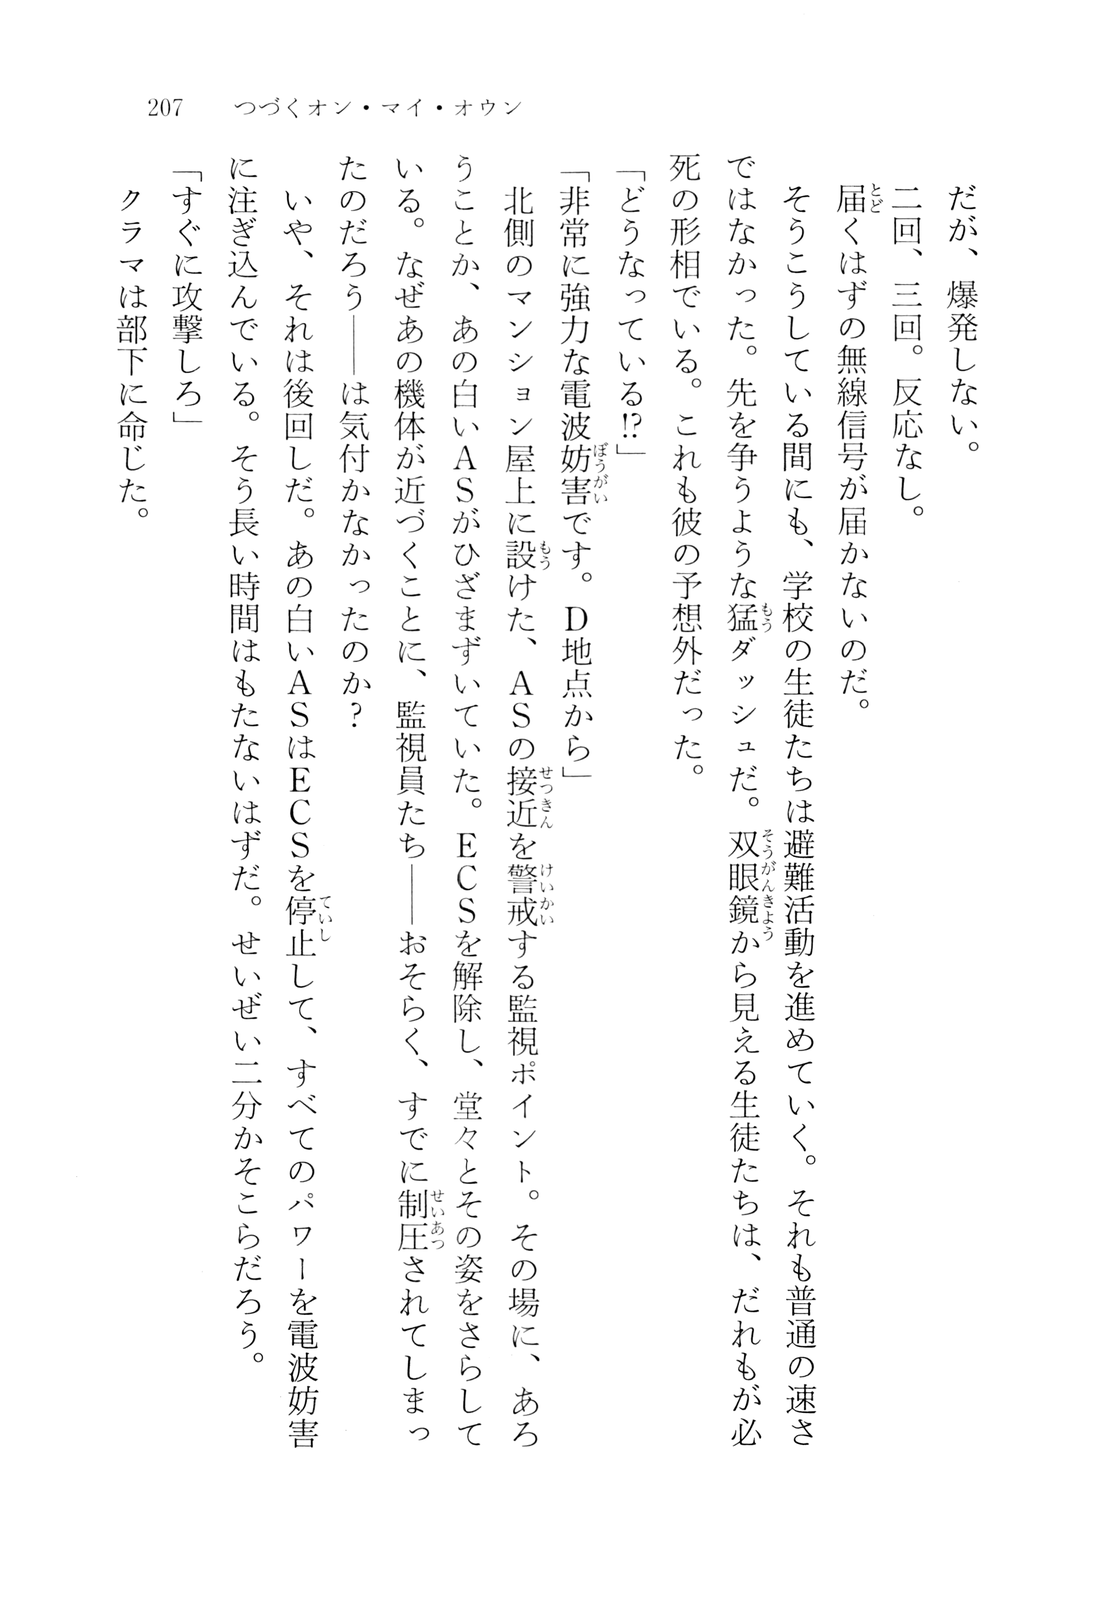 207　つづくオン・マイ・オウン
だが、爆発しない。
二回、三回。反応なし。
届くはずの無線信号が届かないのだ。
そうこうしている間にも、学校の生徒たちは避難活動を進めていく。それも普通の速さ
ではなかった。先を争うような猛ダッシュだ。双眼鏡から見える生徒たちは、だれもが必
死の形相でいる。これも彼の予想外だった。
「どうなっている!?」
「非常に強力な電波妨害です。D地点から」
北側のマンション屋上に設けた、ASの接近を警戒する監視ポイント。その場に、あろ
うことか、あの白いASがひざまずいていた。ECSを解除し、堂々とその姿をさらして
いる。なぜあの機体が近づくことに、監視員たち――おそらく、すでに制圧されてしまっ
たのだろう――は気付かなかったのか?
いや、それは後回しだ。あの白いASはECSを停止して、すべてのパワーを電波妨害
に注ぎ込んでいる。そう長い時間はもたないはずだ。せいぜい二分かそこらだろう。
「すぐに攻撃しろ」
クラマは部下に命じた。